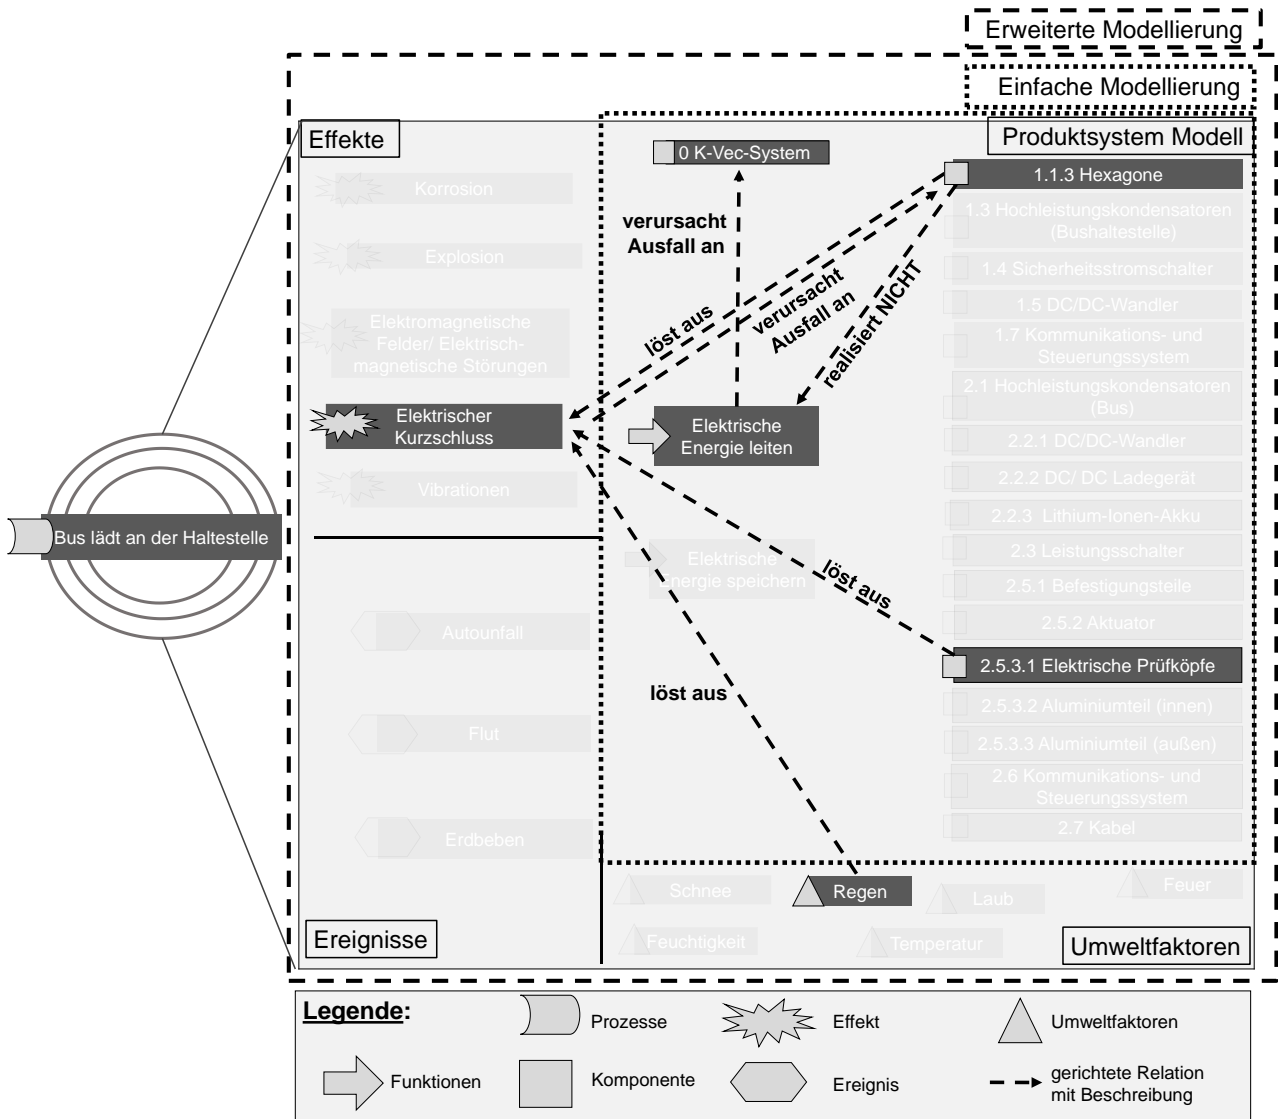 Erweiterte Modellierung
Einfache Modellierung
Effekte
Produktsystem Modell
0 K-Vec-System
Korrosion
Explosion
Elektromagnetische
Felder/ Elektrisch-
magnetische Störungen
Elektrischer
Kurzschluss
Vibrationen
Bus lädt an der Haltestelle
Autounfall
Flut
Erdbeben
Ereignisse
verursacht
Ausfall an
löst aus
verursacht
Ausfall an
realisiert NICHT
Elektrische
Energie leiten
Elektrische
Energie speichern
löst aus
löst aus
1.1.3 Hexagone
1.3 Hochleistungskondensatoren
(Bushaltestelle)
1.4 Sicherheitsstromschalter
1.5 DC/DC-Wandler
1.7 Kommunikations- und
Steuerungssystem
2.1 Hochleistungskondensatoren
(Bus)
2.2.1 DC/DC-Wandler
2.2.2 DC/ DC Ladegerät
2.2.3 Lithium-Ionen-Akku
2.3 Leistungsschalter
2.5.1 Befestigungsteile
2.5.2 Aktuator
2.5.3.1 Elektrische Prüfköpfe
2.5.3.2 Aluminiumteil (innen)
2.5.3.3 Aluminiumteil (außen)
2.6 Kommunikations- und
Steuerungssystem
2.7 Kabel
Schnee
Regen
Laub
Feuer
Feuchtigkeit
Temperatur
Umweltfaktoren
Legende:
Prozesse
Effekt
Umweltfaktoren
Funktionen
Komponente
Ereignis
gerichtete Relation
mit Beschreibung